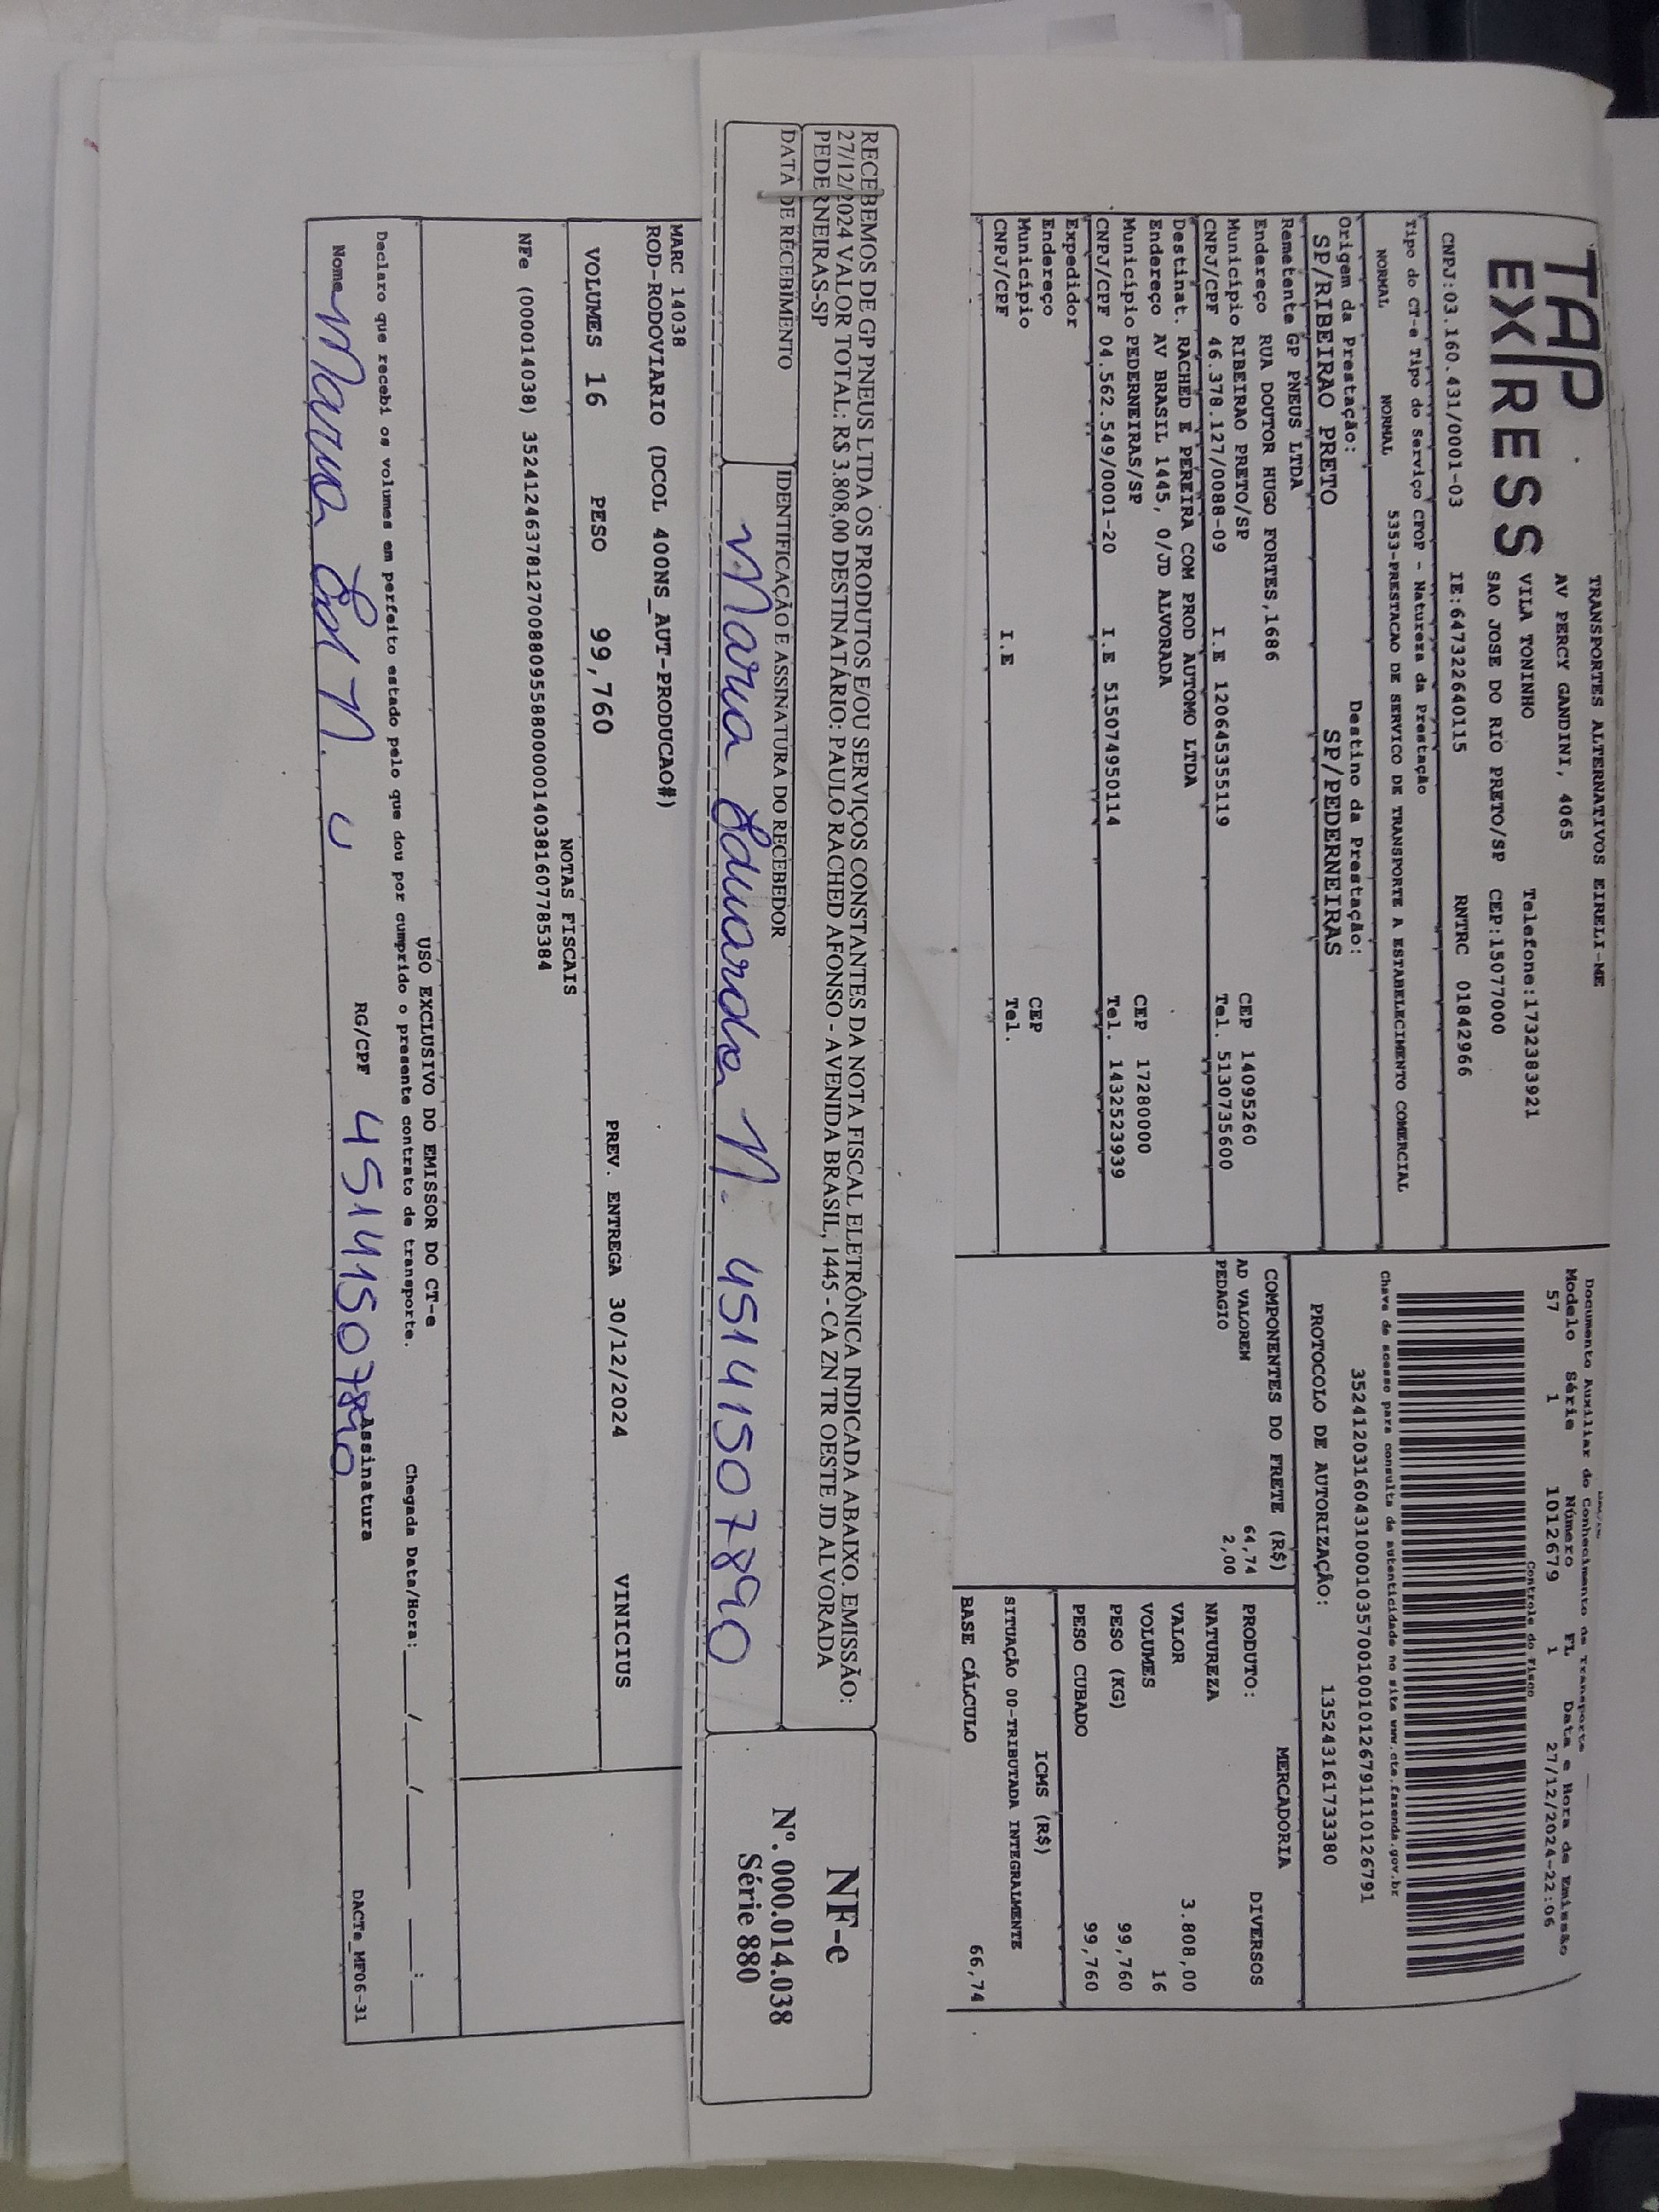 TAP
EXPRESS
TRANSPORTES ALTERNATIVOS EIRELI-ME
AV PERCY GANDINI, 4065
VILA TONINHO Telefone:1732383921
SAO JOSE DO RIO PRETO/SP CEP:15077000
CNPJ:03.160.431/0001-03 IE:647322640115 RNTRC 01842966
Tipo do CT-e Tipo do Serviço CFOP - Natureza da Prestação
NORMAL NORMAL 5353-PRESTACAO DE SERVICO DE TRANSPORTE A ESTABELECIMENTO COMERCIAL
Origem da Prestação: Destino da Prestação:
SP/RIBEIRAO PRETO SP/PEDERNEIRAS
Remetente GP PNEUS LTDA
Endereço RUA DOUTOR HUGO FORTES,1686
Município RIBEIRAO PRETO/SP CEP 14095260
CNPJ/CPF 46.378.127/0088-09 I.E 120645355119 Tel. 5130735600
Destinat. RACHED E PEREIRA COM PROD AUTOMO LTDA
Endereço AV BRASIL 1445, 0/JD ALVORADA
Município PEDERNEIRAS/SP CEP 17280000
CNPJ/CPF 04.562.549/0001-20 I.E 515074950114 Tel. 1432523939
Expedidor
Endereço
Município CEP
CNPJ/CPF I.E Tel.
Documento Auxiliar do Conhecimento de Transporte
Modelo Série Número FL Data e Hora de Emissão
57 1 1012679 1 27/12/2024-22:06
Controle do Fisco
Chave de acesso para consulta de autenticidade no site www.cte.fazenda.gov.br
35241203160431000103570010010126791110126791
PROTOCOLO DE AUTORIZAÇÃO: 135243161733380
COMPONENTES DO FRETE (R$)
AD VALOREM 64,74
PEDAGIO 2,00
MERCADORIA
PRODUTO: DIVERSOS
NATUREZA
VALOR 3.808,00
VOLUMES 16
PESO (KG) 99,760
PESO CUBADO 99,760
ICMS (R$)
SITUAÇÃO 00-TRIBUTADA INTEGRALMENTE
BASE CÁLCULO 66,74
RECEBEMOS DE GP PNEUS LTDA OS PRODUTOS E/OU SERVIÇOS CONSTANTES DA NOTA FISCAL ELETRÔNICA INDICADA ABAIXO. EMISSÃO:
27/12/2024 VALOR TOTAL: R$ 3.808,00 DESTINATÁRIO: PAULO RACHED AFONSO - AVENIDA BRASIL, 1445 - CA ZN TR OESTE JD ALVORADA
PEDERNEIRAS-SP
DATA DE RECEBIMENTO
IDENTIFICAÇÃO E ASSINATURA DO RECEBEDOR
Maria Eduarda N. 45141507890
NF-e
Nº. 000.014.038
Série 880
MARC 14038
ROD-RODOVIARIO (DCOL 400NS_AUT-PRODUCAO#)
VOLUMES 16 PESO 99,760 PREV. ENTREGA 30/12/2024 VINICIUS
NOTAS FISCAIS
NFe (000014038) 35241246378127008809558800000140381607785384
USO EXCLUSIVO DO EMISSOR DO CT-e
Declaro que recebi os volumes em perfeito estado pelo que dou por cumprido o presente contrato de transporte. Chegada Data/Hora:___/___/____ __:__
Nome Maria Ed N. RG/CPF 45141507890 Assinatura
DACTe_MF06-31